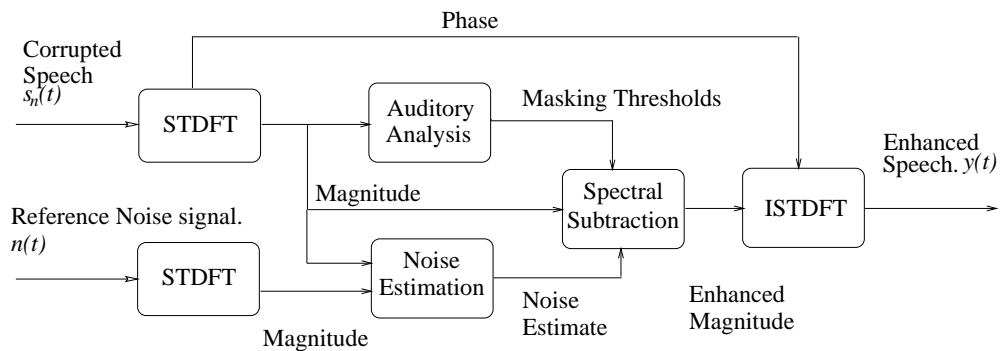 Phase
Corrupted
Speech
sn(t)
STDFT
Auditory
Analysis
Masking Thresholds
Enhanced
Speech. y(t)
Magnitude
Spectral
Subtraction
ISTDFT
Reference Noise signal.
n(t)
STDFT
Noise
Estimation
Noise
Estimate
Enhanced
Magnitude
Magnitude